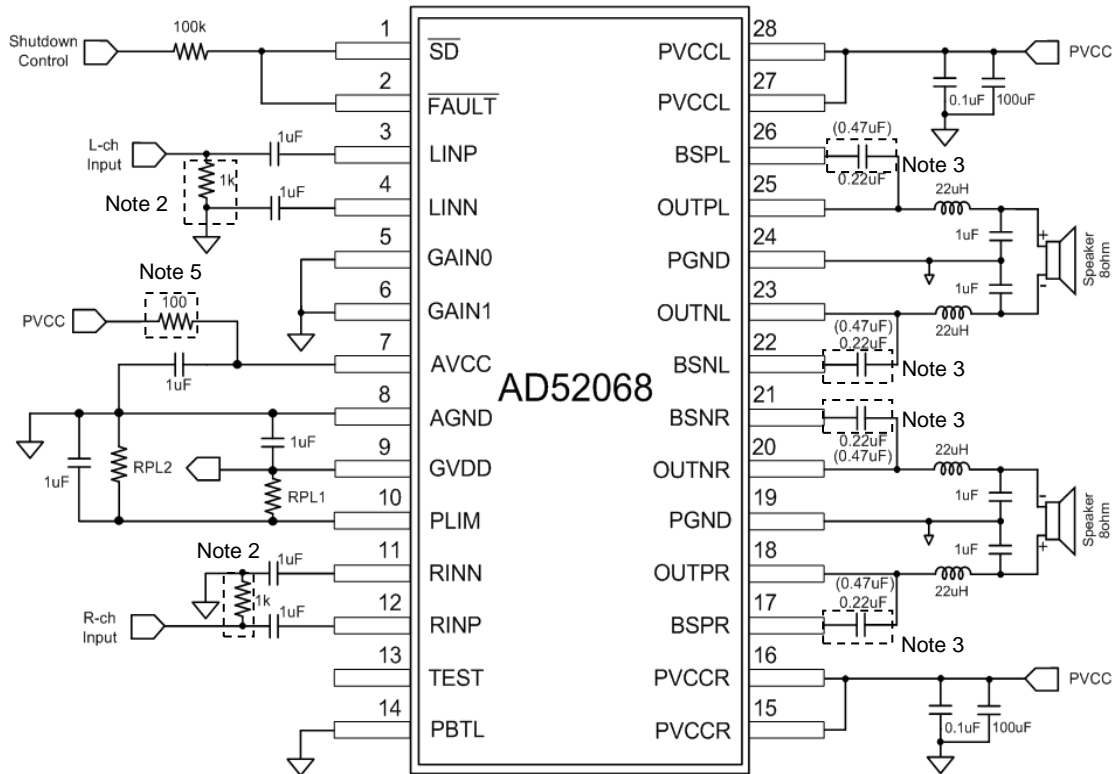 Shutdown
Control
100k
1
SD
2
FAULT
L-ch
Input
1uF
3
LINP
Note 2
1k
1uF
4
LINN
5
GAIN0
6
GAIN1
Note 5
PVCC
100
7
AVCC
1uF
8
AGND
1uF
RPL2
1uF
9
GVDD
RPL1
10
PLIM
Note 2
1uF
11
RINN
1k
R-ch
Input
1uF
12
RINP
13
TEST
14
PBTL
AD52068
28
PVCCL
PVCC
27
PVCCL
0.1uF
100uF
26
BSPL
(0.47uF)
0.22uF
Note 3
25
OUTPL
22uH
1uF
24
PGND
+
-
Speaker
8ohm
1uF
23
OUTNL
22uH
22
BSNL
(0.47uF)
0.22uF
Note 3
21
BSNR
0.22uF
(0.47uF)
Note 3
20
OUTNR
22uH
1uF
19
PGND
-
+
Speaker
8ohm
1uF
18
OUTPR
22uH
17
BSPR
(0.47uF)
0.22uF
Note 3
16
PVCCR
PVCC
15
PVCCR
0.1uF
100uF